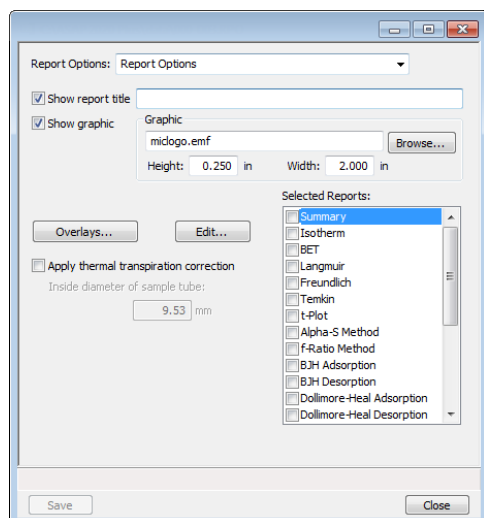 Report Options: Report Options
Show report title
Show graphic
Graphic
miclogo.emf Browse...
Height: 0.250 in Width: 2.000 in
Selected Reports:
Summary
Isotherm
BET
Langmuir
Freundlich
Temkin
t-Plot
Alpha-S Method
f-Ratio Method
BJH Adsorption
BJH Desorption
Dollimore-Heal Adsorption
Dollimore-Heal Desorption
Overlays... Edit...
Apply thermal transpiration correction
Inside diameter of sample tube:
9.53 mm
Save Close